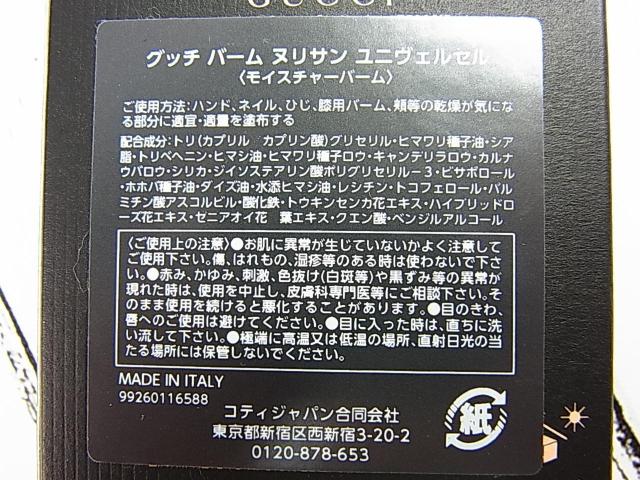 GUCCI
グッチ バーム ヌリサン ユニヴェルセル
〈モイスチャーバーム〉
ご使用方法:ハンド、ネイル、ひじ、膝用バーム、頬等の乾燥が気にな
る部分に適宜・適量を塗布する
配合成分:トリ(カプリル カプリン酸)グリセリル・ヒマワリ種子油・シア
脂・トリベヘニン・ヒマシ油・ヒマワリ種子ロウ・キャンデリラロウ・カルナ
ウバロウ・シリカ・ジイソステアリン酸ポリグリセリル-3・ビサボロール
・ホホバ種子油・ダイズ油・水添ヒマシ油・レシチン・トコフェロール・パル
ミチン酸アスコルビル・酸化鉄・トウキンセンカ花エキス・ハイブリッドロ
ーズ花エキス・ゼニアオイ花 葉エキス・クエン酸・ベンジルアルコール
〈ご使用上の注意〉●お肌に異常が生じていないかよく注意して
ご使用下さい。傷、はれもの、湿疹等のある時は使わないで下さ
い。●赤み、かゆみ、刺激、色抜け(白斑等)や黒ずみ等の異常が
現れた時は、使用を中止し、皮膚科専門医等にご相談下さい。そ
のまま使用を続けると悪化することがあります。●目のきわ、
唇へのご使用は避けてください。●目に入った時は、直ちに洗
い流して下さい。●極端に高温又は低温の場所、直射日光の当
たる場所には保管しないでください。
MADE IN ITALY
99260116588
コティジャパン合同会社
東京都新宿区西新宿3-20-2
0120-878-653
紙